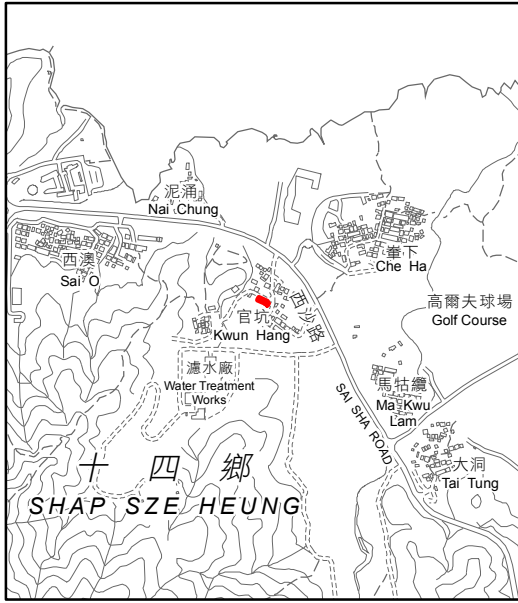 泥涌
Nai Chung
西澳
Sai O
輋下
Che Ha
高爾夫球場
Golf Course
西沙路
官坑
Kwun Hang
濾水廠
Water Treatment
Works
馬牯纜
Ma Kwu
Lam
SAI SHA ROAD
大洞
Tai Tung
十四鄉
SHAP SZE HEUNG